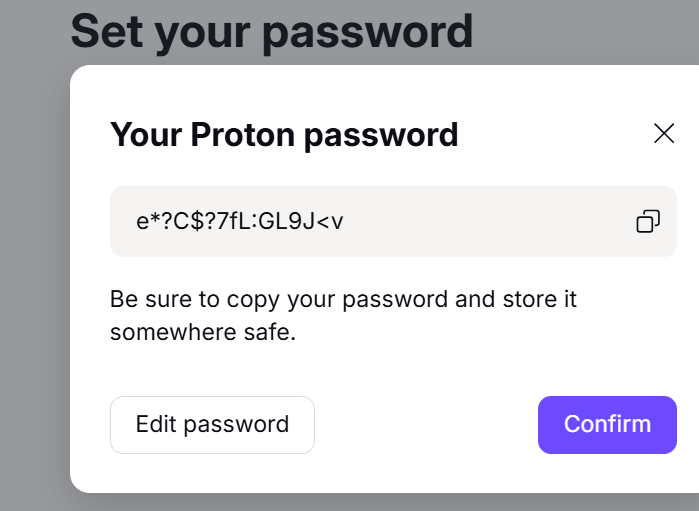 Set your password
Your Proton password
e*?C$?7fL:GL9J<v
Be sure to copy your password and store it
somewhere safe.
Edit password
Confirm